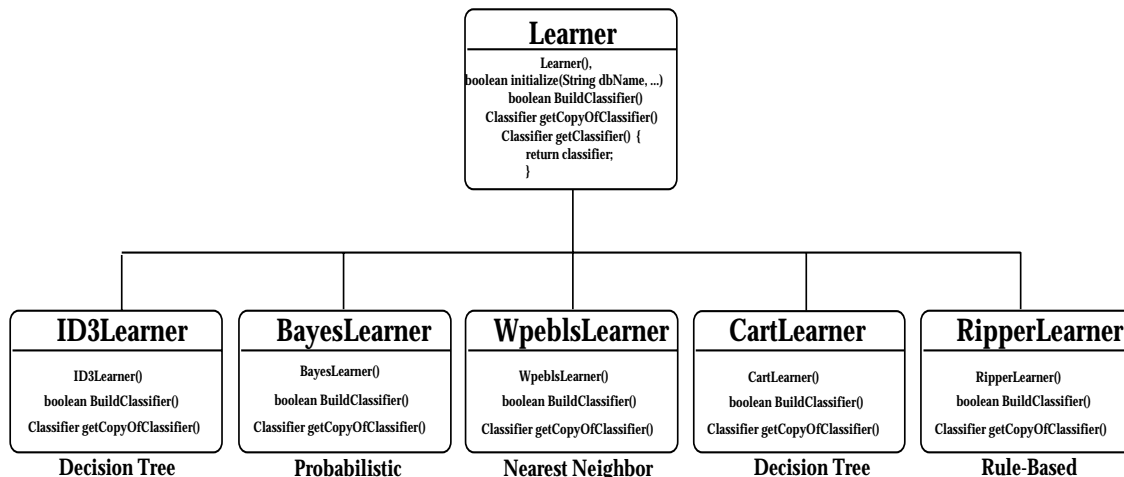 Learner
Learner(),
boolean initialize(String dbName, ...)
boolean BuildClassifier()
Classifier getCopyOfClassifier()
Classifier getClassifier() {
return classifier;
}
ID3Learner
ID3Learner()
boolean BuildClassifier()
Classifier getCopyOfClassifier()
Decision Tree
BayesLearner
BayesLearner()
boolean BuildClassifier()
Classifier getCopyOfClassifier()
Probabilistic
WpeblsLearner
WpeblsLearner()
boolean BuildClassifier()
Classifier getCopyOfClassifier()
Nearest Neighbor
CartLearner
CartLearner()
boolean BuildClassifier()
Classifier getCopyOfClassifier()
Decision Tree
RipperLearner
RipperLearner()
boolean BuildClassifier()
Classifier getCopyOfClassifier()
Rule-Based